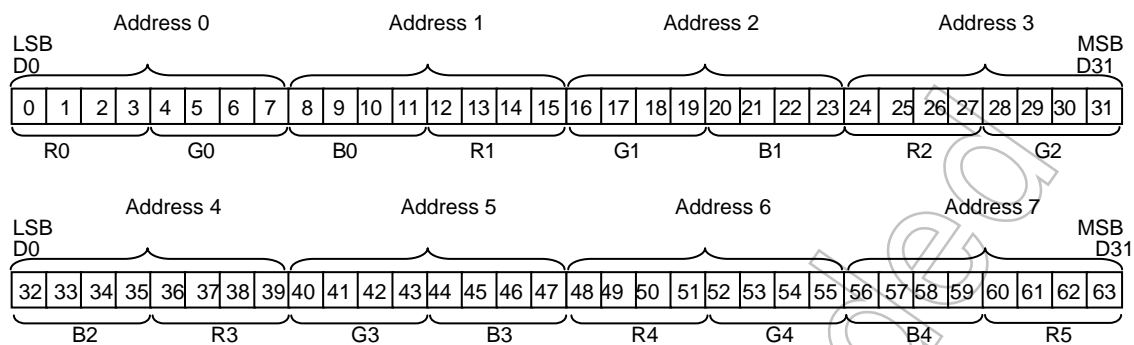 Address 0 Address 1 Address 2 Address 3
LSB MSB
D0 D31
0 1 2 3 4 5 6 7 8 9 10 11 12 13 14 15 16 17 18 19 20 21 22 23 24 25 26 27 28 29 30 31
R0 G0 B0 R1 G1 B1 R2 G2
Address 4 Address 5 Address 6 Address 7
LSB MSB
D0 D31
32 33 34 35 36 37 38 39 40 41 42 43 44 45 46 47 48 49 50 51 52 53 54 55 56 57 58 59 60 61 62 63
B2 R3 G3 B3 R4 G4 B4 R5